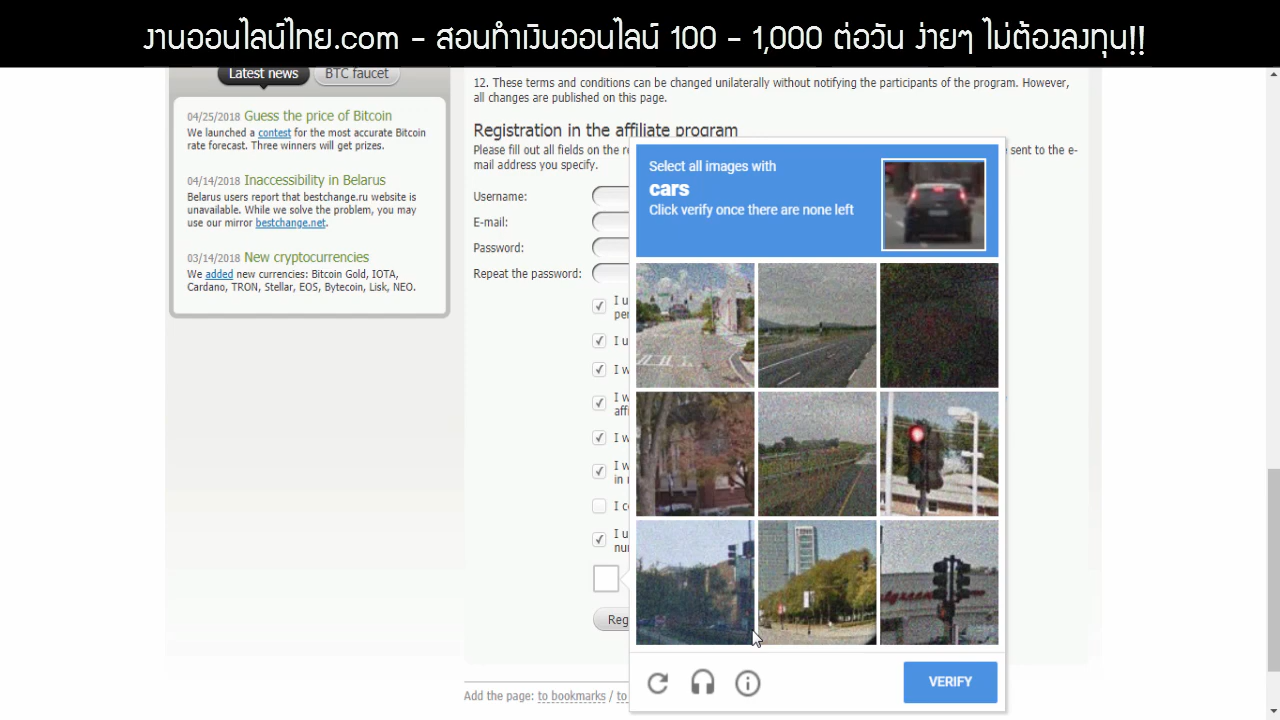 งานออนไลน์ไทย.com - สอนทำเงินออนไลน์ 100 - 1,000 ต่อวัน ง่ายๆ ไม่ต้องลงทุน!!
Latest news
BTC faucet
04/25/2018 Guess the price of Bitcoin
We launched a contest for the most accurate Bitcoin
rate forecast. Three winners will get prizes.
04/14/2018 Inaccessibility in Belarus
Belarus users report that bestchange.ru website is
unavailable. While we solve the problem, you may
use our mirror bestchange.net.
03/14/2018 New cryptocurrencies
We added new currencies: Bitcoin Gold, IOTA,
Cardano, TRON, Stellar, EOS, Bytecoin, Lisk, NEO.
12. These terms and conditions can be changed unilaterally without notifying the participants of the program. However,
all changes are published on this page.
Registration in the affiliate program
Please fill out all fields on the
sent to the e-
mail address you specify.
Username:
E-mail:
Password:
Repeat the password:
I
I
I
I
I
I
in
I
I
Reg
Select all images with
cars
Click verify once there are none left
VERIFY
Add the page: to bookmarks / to